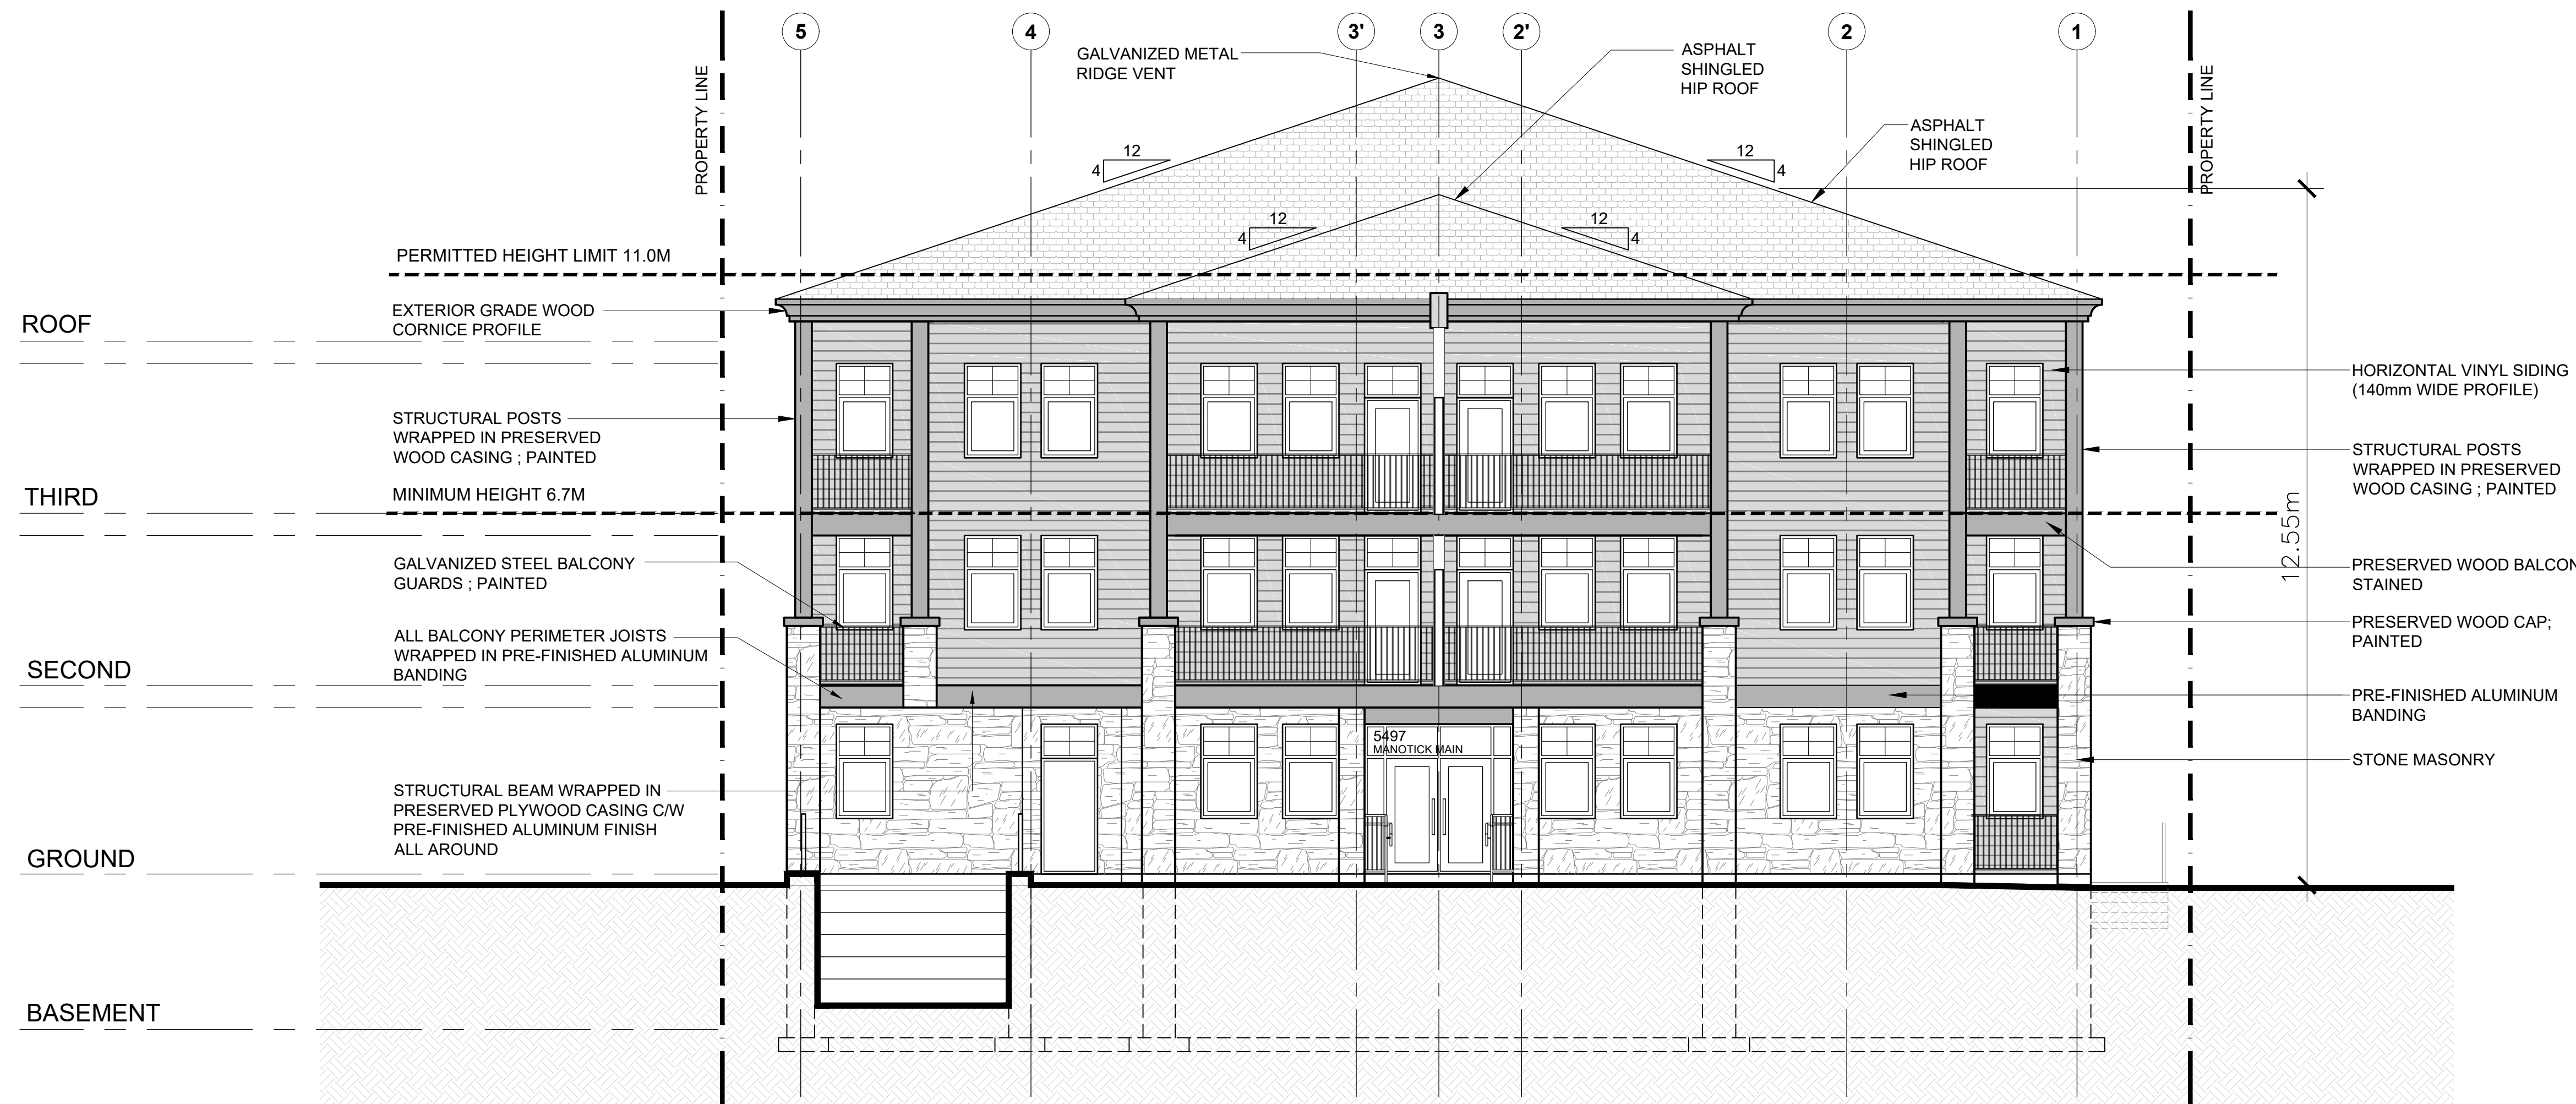 5
4
3'
3
2'
2
1
PROPERTY LINE
GALVANIZED METAL
RIDGE VENT
ASPHALT
SHINGLED
HIP ROOF
ASPHALT
SHINGLED
HIP ROOF
PROPERTY LINE
12
4
12
4
12
4
12
4
PERMITTED HEIGHT LIMIT 11.0M
ROOF
EXTERIOR GRADE WOOD
CORNICE PROFILE
STRUCTURAL POSTS
WRAPPED IN PRESERVED
WOOD CASING ; PAINTED
THIRD
MINIMUM HEIGHT 6.7M
GALVANIZED STEEL BALCONY
GUARDS ; PAINTED
ALL BALCONY PERIMETER JOISTS
WRAPPED IN PRE-FINISHED ALUMINUM
BANDING
SECOND
STRUCTURAL BEAM WRAPPED IN
PRESERVED PLYWOOD CASING C/W
PRE-FINISHED ALUMINUM FINISH
ALL AROUND
GROUND
BASEMENT
5497
MANOTICK MAIN
12.55m
HORIZONTAL VINYL SIDING
(140mm WIDE PROFILE)
STRUCTURAL POSTS
WRAPPED IN PRESERVED
WOOD CASING ; PAINTED
PRESERVED WOOD BALCON
STAINED
PRESERVED WOOD CAP;
PAINTED
PRE-FINISHED ALUMINUM
BANDING
STONE MASONRY